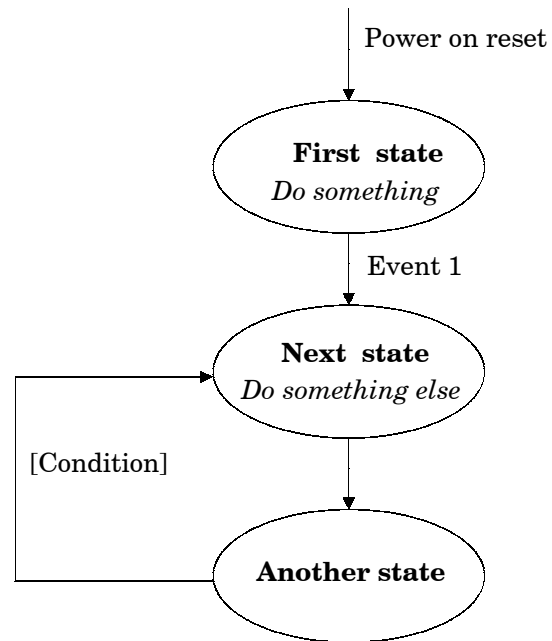 Power on reset
First state
Do something
Event 1
Next state
Do something else
[Condition]
Another state